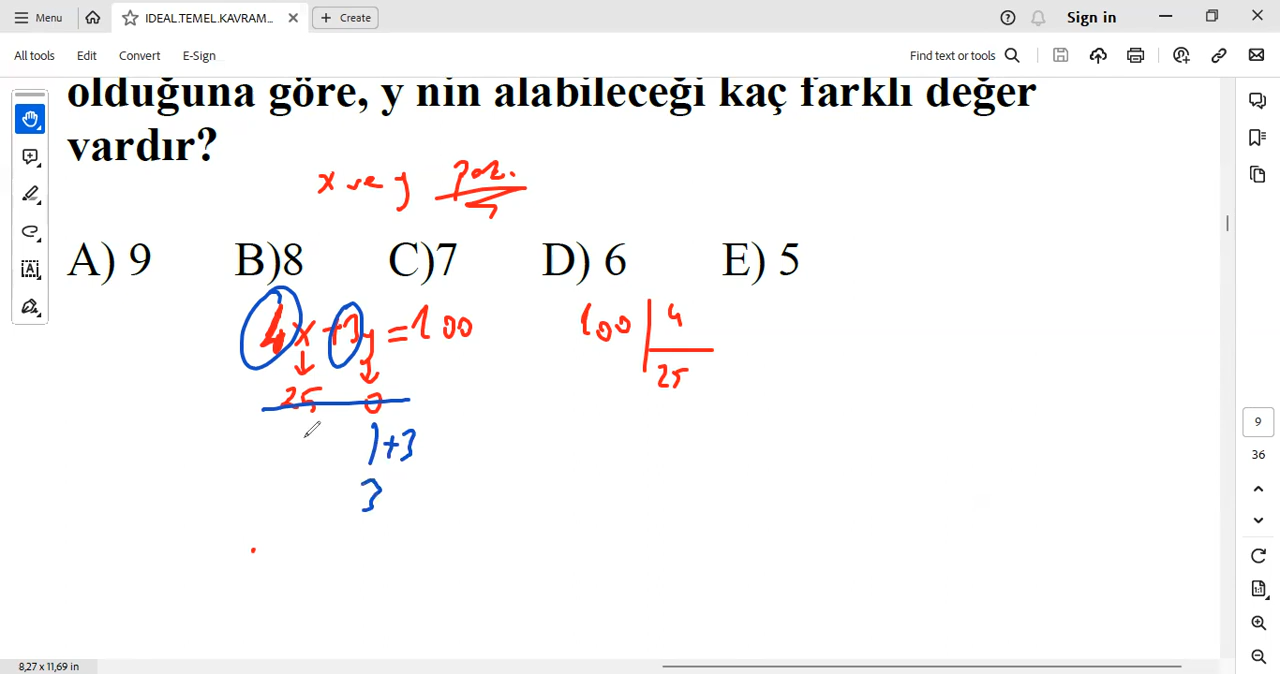 Menu
IDEAL.TEMEL.KAVRAM...
Create
Sign in
All tools
Edit
Convert
E-Sign
Find text or tools
olduğuna göre, y nin alabileceği kaç farklı değer
vardır?
x ve y poz.
A) 9 B)8 C)7 D) 6 E) 5
4x+3y=100
100 4
25
25 0
1+3
3
9
36
8,27 x 11,69 in